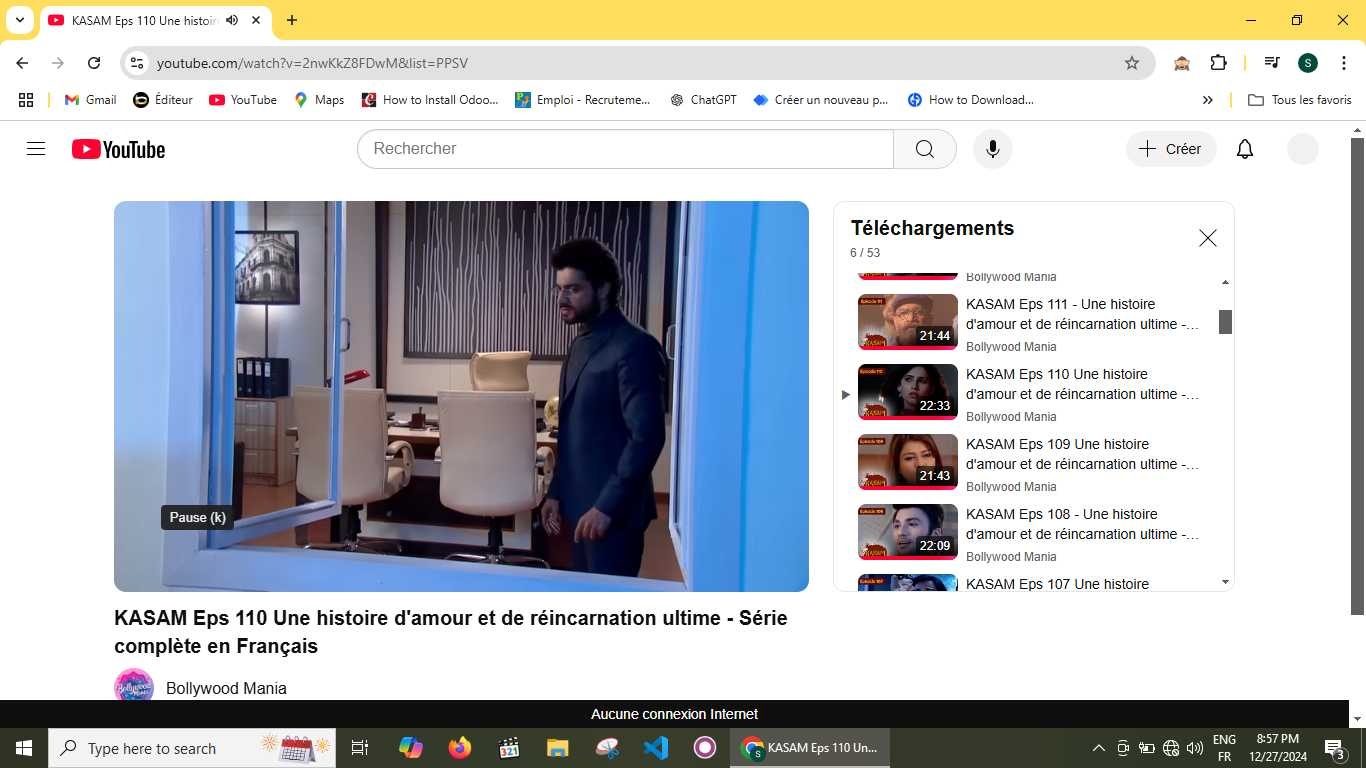 KASAM Eps 110 Une histoir
youtube.com/watch?v=2nwKkZ8FDwM&list=PPSV
S
Gmail
Éditeur
YouTube
Maps
How to Install Odoo...
Emploi - Recruteme...
ChatGPT
Créer un nouveau p...
How to Download...
»
Tous les favoris
YouTube
Rechercher
Créer
Téléchargements
6 / 53
Bollywood Mania
KASAM Eps 111 - Une histoire
d'amour et de réincarnation ultime -...
21:44
Bollywood Mania
KASAM Eps 110 Une histoire
d'amour et de réincarnation ultime -...
22:33
Bollywood Mania
KASAM Eps 109 Une histoire
d'amour et de réincarnation ultime -...
21:43
Bollywood Mania
KASAM Eps 108 - Une histoire
d'amour et de réincarnation ultime -...
22:09
Bollywood Mania
KASAM Eps 107 Une histoire
Pause (k)
KASAM Eps 110 Une histoire d'amour et de réincarnation ultime - Série
complète en Français
Bollywood Mania
Aucune connexion Internet
Type here to search
321
KASAM Eps 110 Un...
ENG
FR
8:57 PM
12/27/2024
3